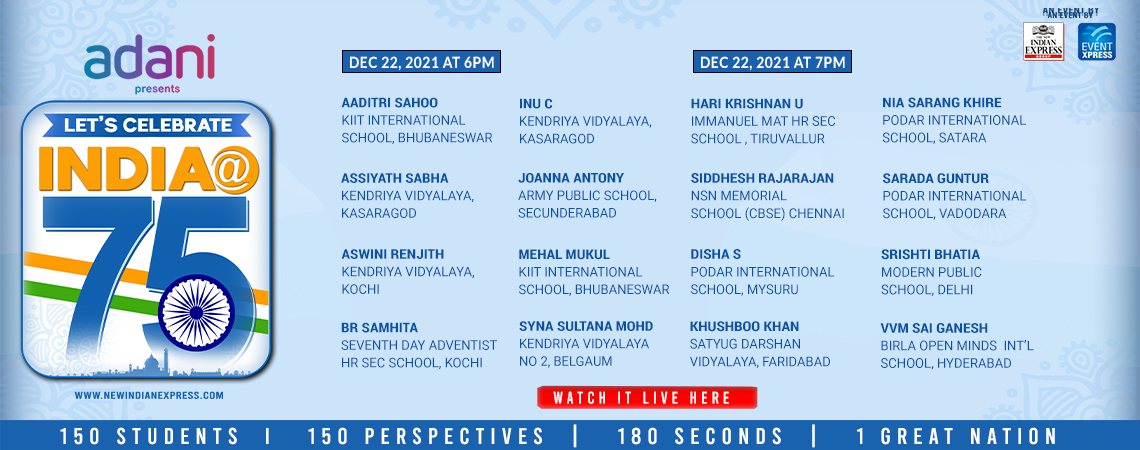 adani
presents
LET'S CELEBRATE
INDIA@
75
WWW.NEWINDIANEXPRESS.COM
AN EVENT BY
AN EVENT BY
THE NEW
INDIAN
EXPRESS
GROUP
EVENT
XPRESS
DEC 22, 2021 AT 6PM
AADITRI SAHOO
KIIT INTERNATIONAL
SCHOOL, BHUBANESWAR
ASSIYATH SABHA
KENDRIYA VIDYALAYA,
KASARAGOD
ASWINI RENJITH
KENDRIYA VIDYALAYA,
KOCHI
BR SAMHITA
SEVENTH DAY ADVENTIST
HR SEC SCHOOL, KOCHI
INU C
KENDRIYA VIDYALAYA,
KASARAGOD
JOANNA ANTONY
ARMY PUBLIC SCHOOL,
SECUNDERABAD
MEHAL MUKUL
KIIT INTERNATIONAL
SCHOOL, BHUBANESWAR
SYNA SULTANA MOHD
KENDRIYA VIDYALAYA
NO 2, BELGAUM
DEC 22, 2021 AT 7PM
HARI KRISHNAN U
IMMANUEL MAT HR SEC
SCHOOL , TIRUVALLUR
SIDDHESH RAJARAJAN
NSN MEMORIAL
SCHOOL (CBSE) CHENNAI
DISHA S
PODAR INTERNATIONAL
SCHOOL, MYSURU
KHUSHBOO KHAN
SATYUG DARSHAN
VIDYALAYA, FARIDABAD
NIA SARANG KHIRE
PODAR INTERNATIONAL
SCHOOL, SATARA
SARADA GUNTUR
PODAR INTERNATIONAL
SCHOOL, VADODARA
SRISHTI BHATIA
MODERN PUBLIC
SCHOOL, DELHI
VVM SAI GANESH
BIRLA OPEN MINDS INT'L
SCHOOL, HYDERABAD
WATCH IT LIVE HERE
150 STUDENTS I 150 PERSPECTIVES | 180 SECONDS | 1 GREAT NATION